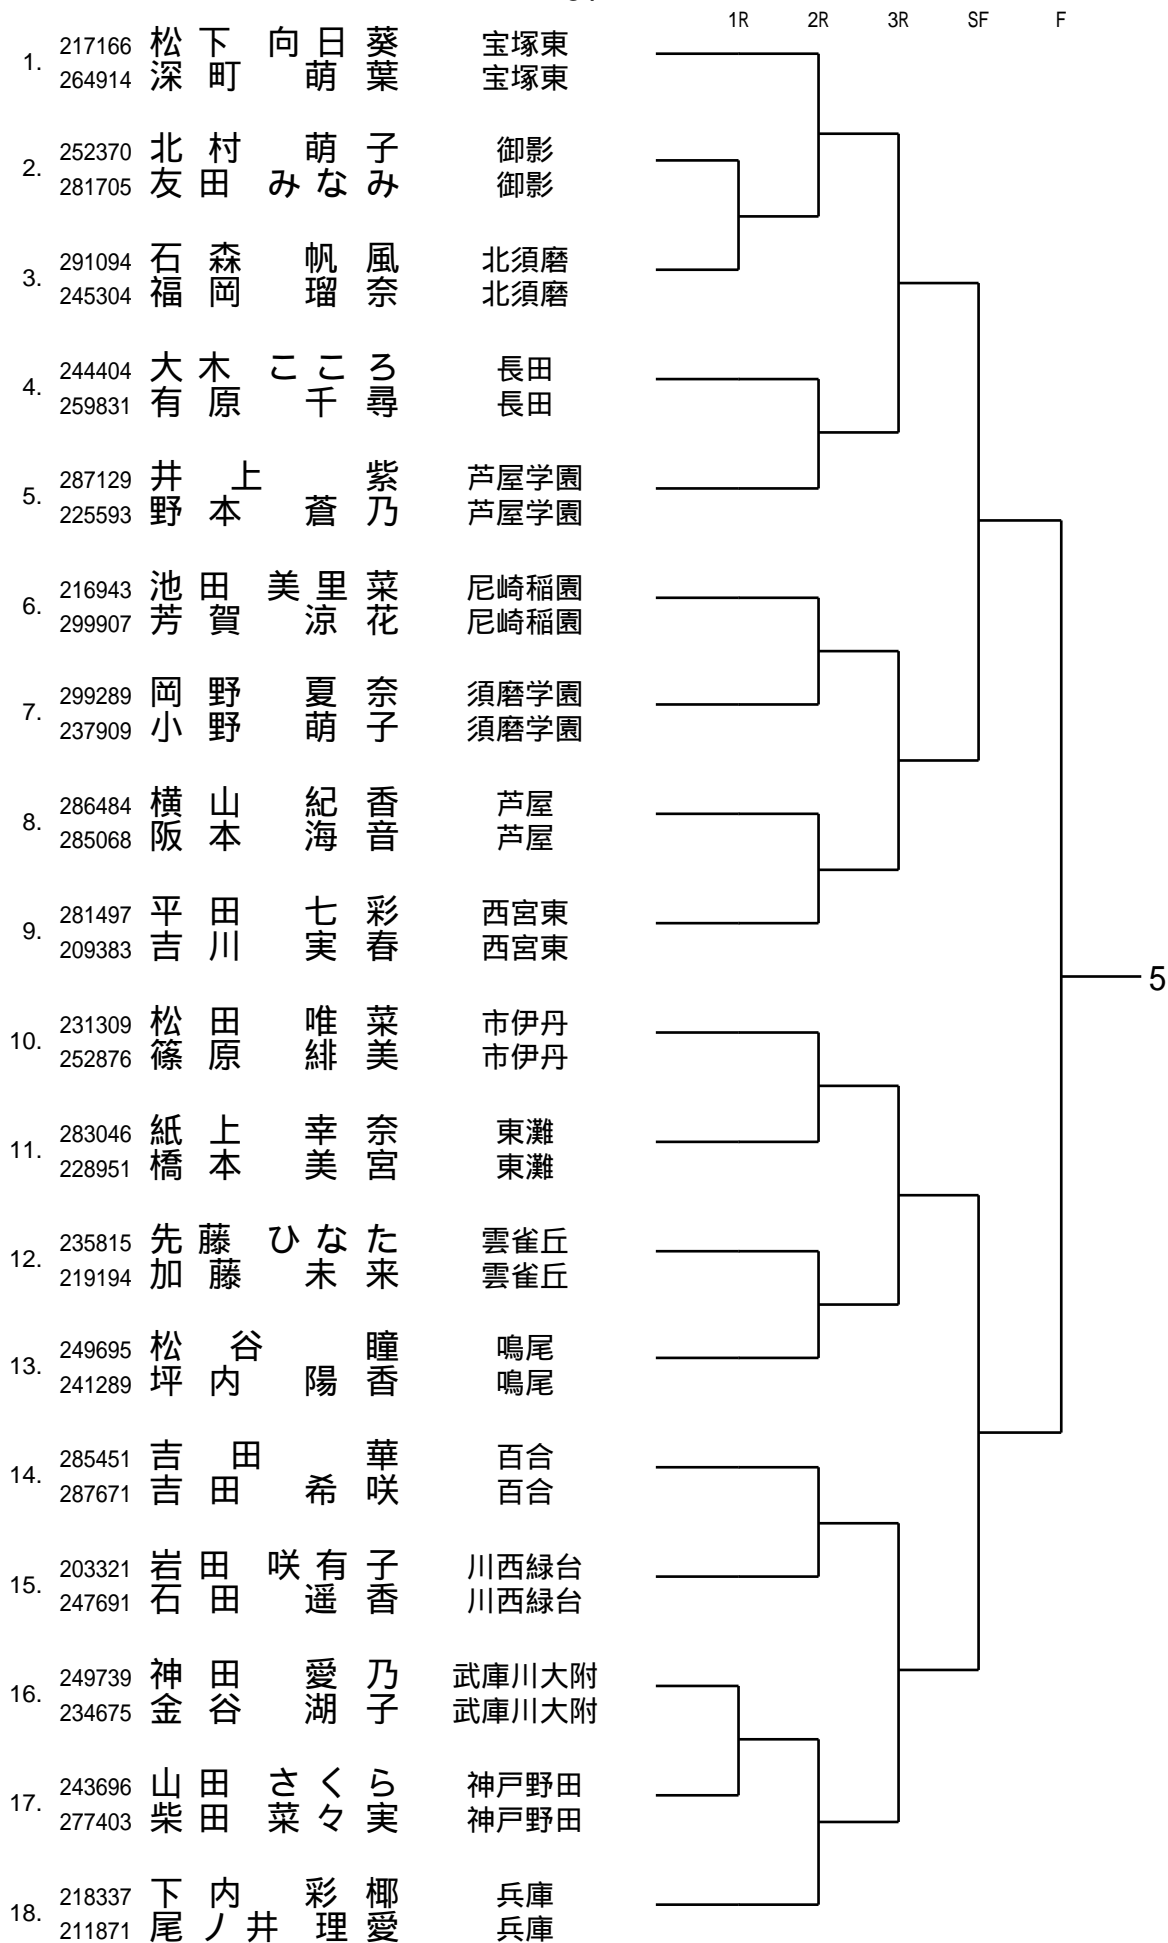 1R 2R 3R SF F
1. 217166 松下 向日葵 宝塚東
264914 深町 萌葉 宝塚東
2. 252370 北村 萌子 御影
281705 友田 みなみ 御影
3. 291094 石森 帆風 北須磨
245304 福岡 瑠奈 北須磨
4. 244404 大木 こころ 長田
259831 有原 千尋 長田
5. 287129 井上 紫 芦屋学園
225593 野本 蒼乃 芦屋学園
6. 216943 池田 美里菜 尼崎稲園
299907 芳賀 涼花 尼崎稲園
7. 299289 岡野 夏奈 須磨学園
237909 小野 萌子 須磨学園
8. 286484 横山 紀香 芦屋
285068 阪本 海音 芦屋
9. 281497 平田 七彩 西宮東
209383 吉川 実春 西宮東
5
10. 231309 松田 唯菜 市伊丹
252876 篠原 緋美 市伊丹
11. 283046 紙上 幸奈 東灘
228951 橋本 美宮 東灘
12. 235815 先藤 ひなた 雲雀丘
219194 加藤 未来 雲雀丘
13. 249695 松谷 瞳 鳴尾
241289 坪内 陽香 鳴尾
14. 285451 吉田 華 百合
287671 吉田 希咲 百合
15. 203321 岩田 咲有子 川西緑台
247691 石田 遥香 川西緑台
16. 249739 神田 愛乃 武庫川大附
234675 金谷 湖子 武庫川大附
17. 243696 山田 さくら 神戸野田
277403 柴田 菜々実 神戸野田
18. 218337 下内 彩椰 兵庫
211871 尾ノ井 理愛 兵庫